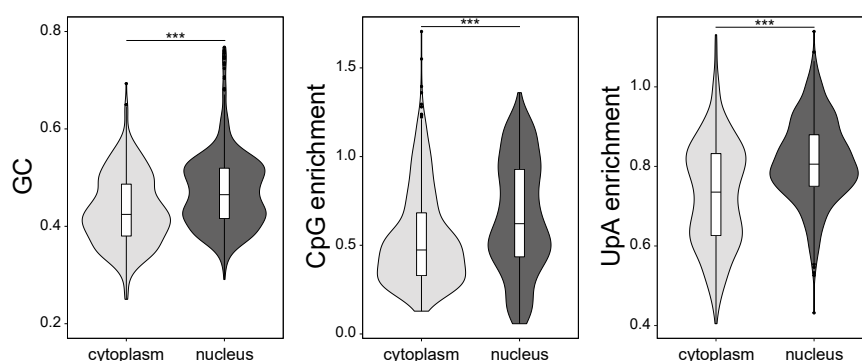 GC
0.8
0.6
0.4
0.2
***
cytoplasm nucleus
CpG enrichment
1.5
1.0
0.5
0.0
***
cytoplasm nucleus
UpA enrichment
1.0
0.8
0.6
0.4
***
cytoplasm nucleus